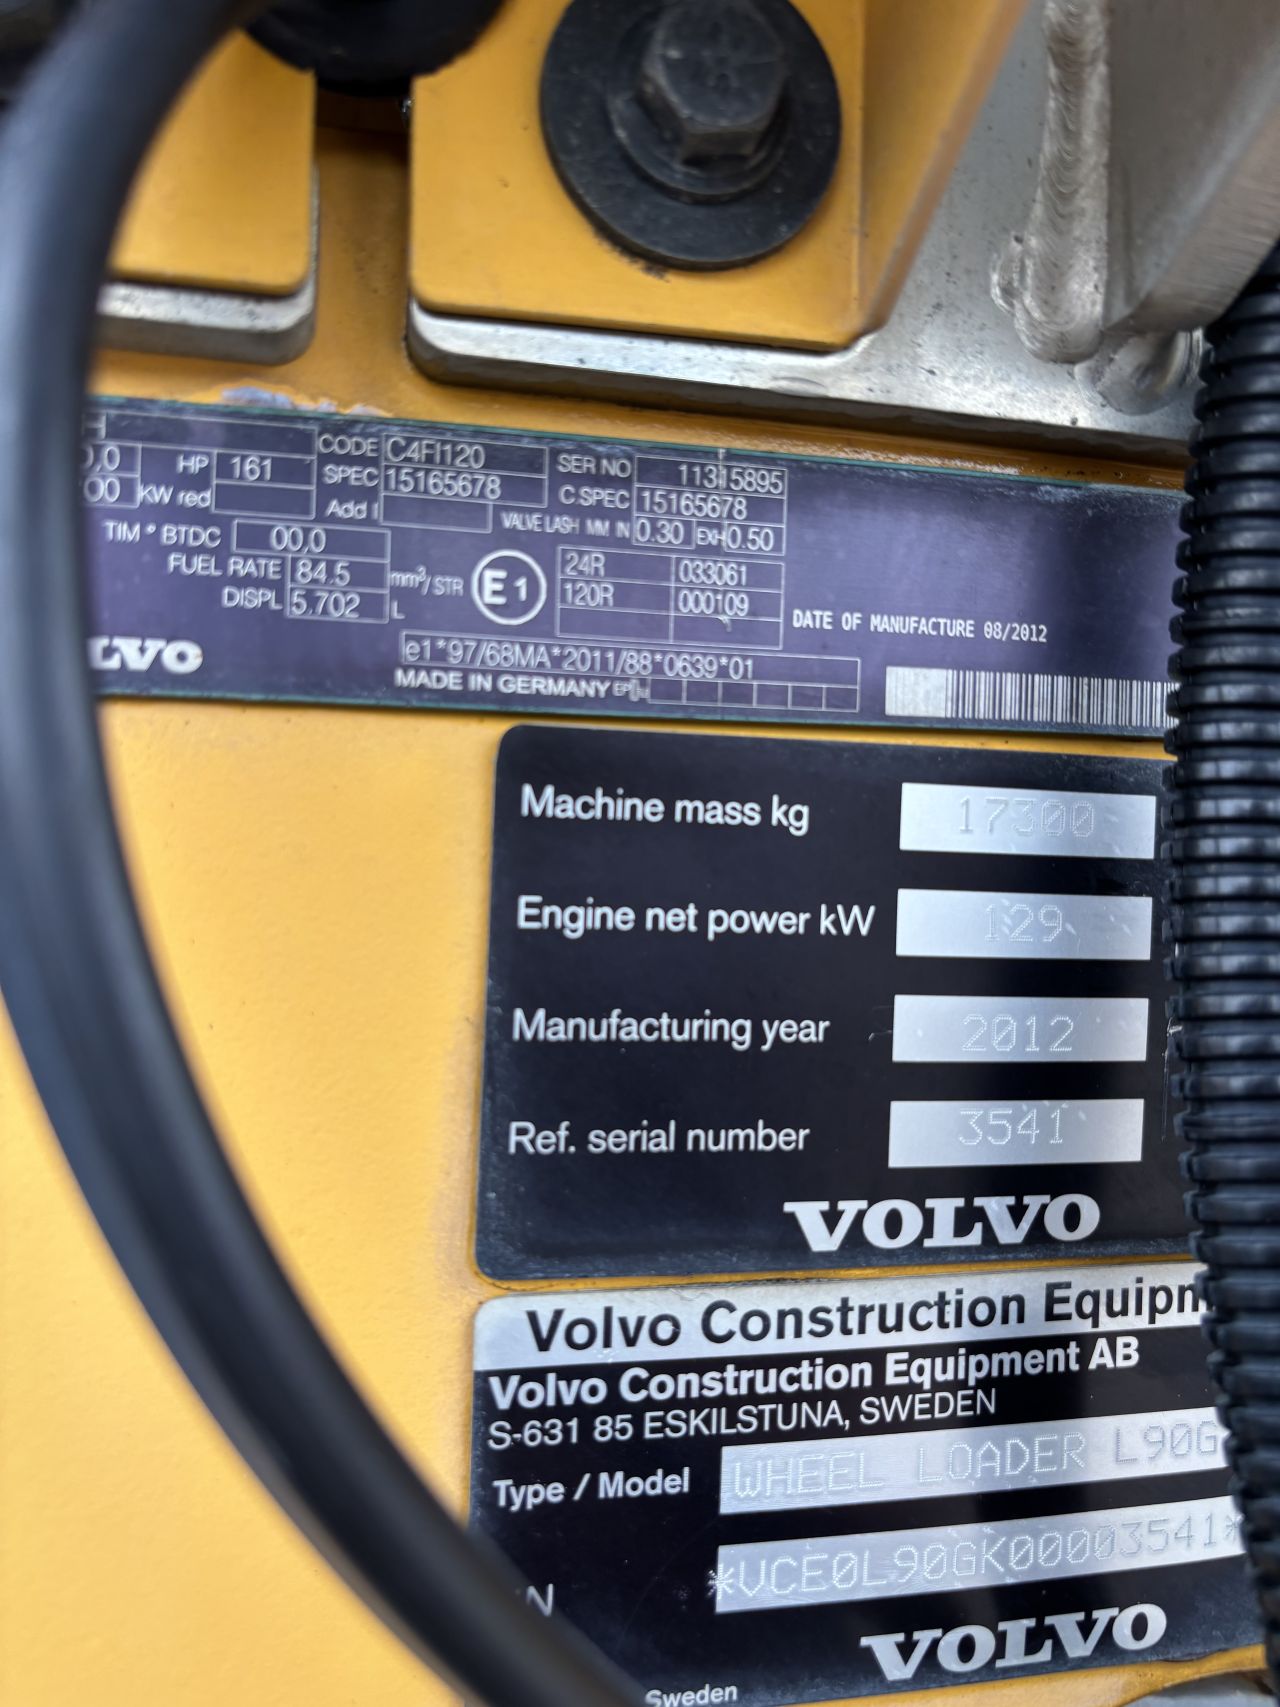 H
0,0 HP 161 CODE C4FI120 SER NO 11315895
00 KW red SPEC 15165678 C.SPEC 15165678
Add I VALVE LASH MM IN 0.30 EXH 0.50
TIM ° BTDC 00,0
FUEL RATE 84.5 mm³/STR E1 24R 033061
DISPL 5.702 L 120R 000109
DATE OF MANUFACTURE 08/2012
LVO e1*97/68MA*2011/88*0639*01
MADE IN GERMANY
Machine mass kg 17300
Engine net power kW 129
Manufacturing year 2012
Ref. serial number 3541
VOLVO
Volvo Construction Equipm
Volvo Construction Equipment AB
S-631 85 ESKILSTUNA, SWEDEN
Type / Model WHEEL LOADER L90G
N *VCE0L90GK00003541*
VOLVO
Sweden